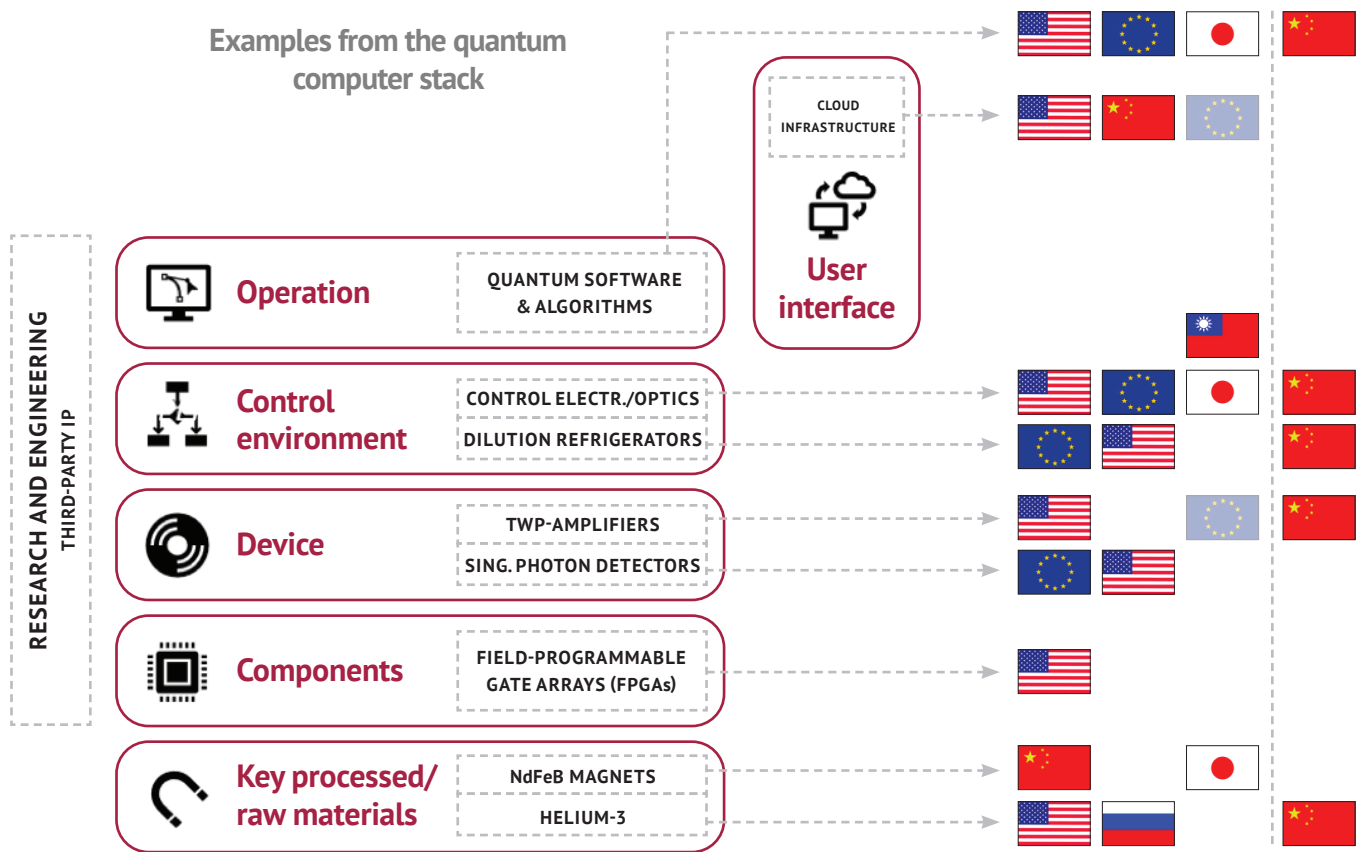 Examples from the quantum
computer stack
CLOUD
INFRASTRUCTURE
User
interface
RESEARCH AND ENGINEERING
THIRD-PARTY IP
Operation
QUANTUM SOFTWARE
& ALGORITHMS
Control
environment
CONTROL ELECTR./OPTICS
DILUTION REFRIGERATORS
Device
TWP-AMPLIFIERS
SING. PHOTON DETECTORS
Components
FIELD-PROGRAMMABLE
GATE ARRAYS (FPGAs)
Key processed/
raw materials
NdFeB MAGNETS
HELIUM-3